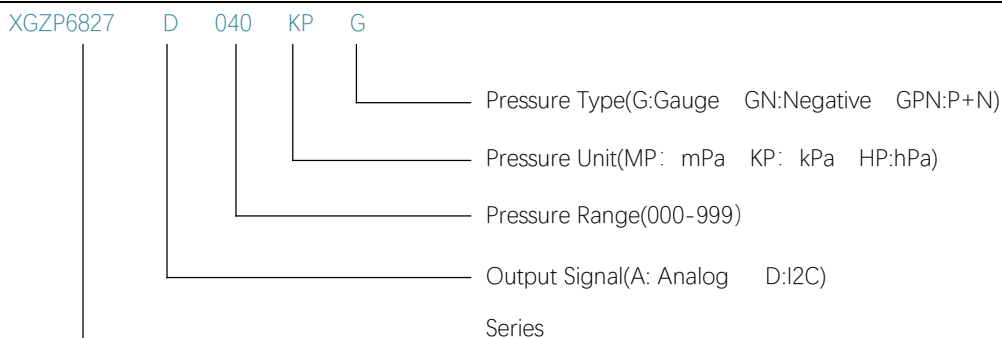 XGZP6827 D 040 KP G
Pressure Type(G:Gauge GN:Negative GPN:P+N)
Pressure Unit(MP：mPa KP：kPa HP:hPa)
Pressure Range(000-999）
Output Signal(A: Analog D:I2C)
Series